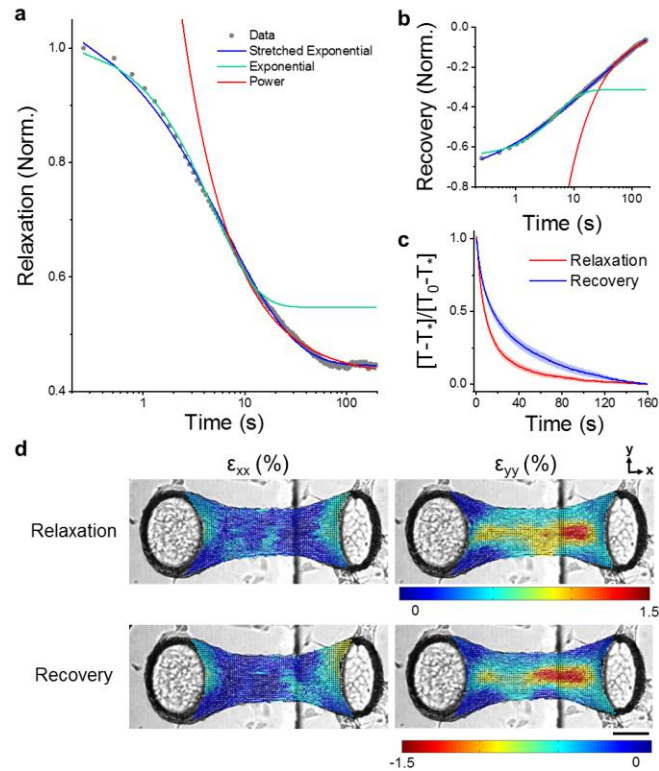 a
Relaxation (Norm.)
1.0
0.8
0.6
0.4
1
10
100
Time (s)
Data
Stretched Exponential
Exponential
Power
b
Recovery (Norm.)
0.0
-0.2
-0.4
-0.6
-0.8
1
10
100
Time (s)
c
[T-T*]/[T₀-T*]
1.0
0.5
0.0
0
40
80
120
160
Time (s)
Relaxation
Recovery
d
εxx (%)
εyy (%)
y
x
Relaxation
0
1.5
Recovery
-1.5
0